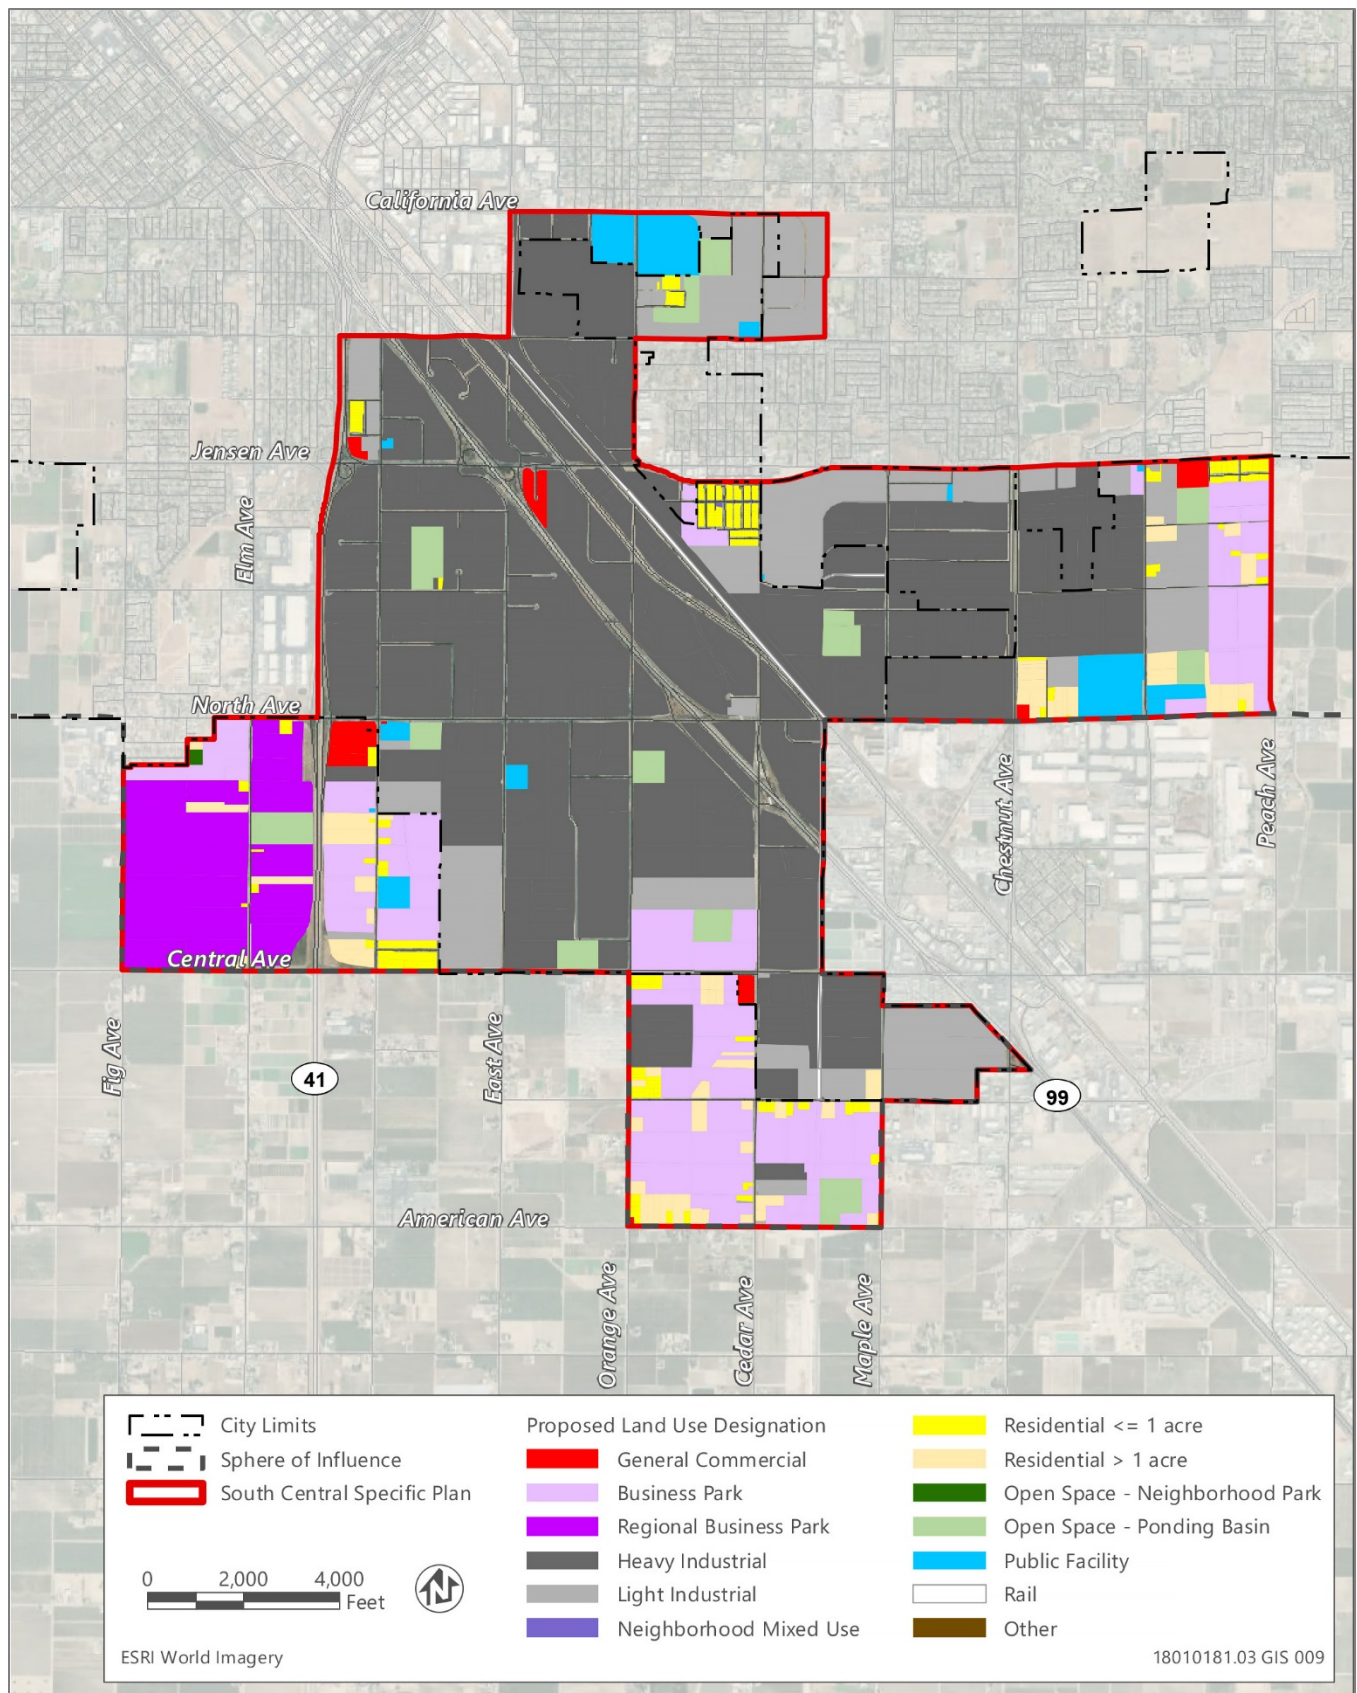 California Ave
Jensen Ave
Elm Ave
North Ave
Peach Ave
Chestnut Ave
Central Ave
Fig Ave
41
East Ave
99
American Ave
Orange Ave
Cedar Ave
Maple Ave
City Limits
Sphere of Influence
South Central Specific Plan
0 2,000 4,000
Feet
N
ESRI World Imagery
Proposed Land Use Designation
General Commercial
Business Park
Regional Business Park
Heavy Industrial
Light Industrial
Neighborhood Mixed Use
Residential <= 1 acre
Residential > 1 acre
Open Space - Neighborhood Park
Open Space - Ponding Basin
Public Facility
Rail
Other
18010181.03 GIS 009